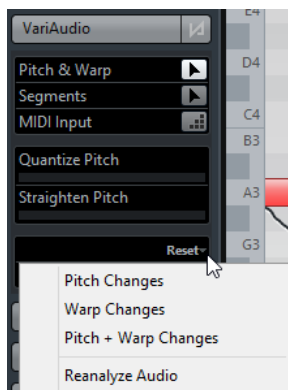 VariAudio
E4
Pitch & Warp
D4
Segments
MIDI Input
C4
B3
Quantize Pitch
Straighten Pitch
A3
Reset
G3
Pitch Changes
Warp Changes
Pitch + Warp Changes
Reanalyze Audio